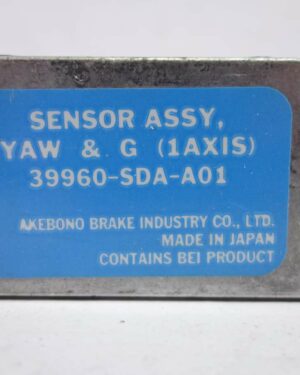 SENSOR ASSY,
YAW & G (1AXIS)
39960-SDA-A01
AKEBONO BRAKE INDUSTRY CO., LTD.
MADE IN JAPAN
CONTAINS BEI PRODUCT